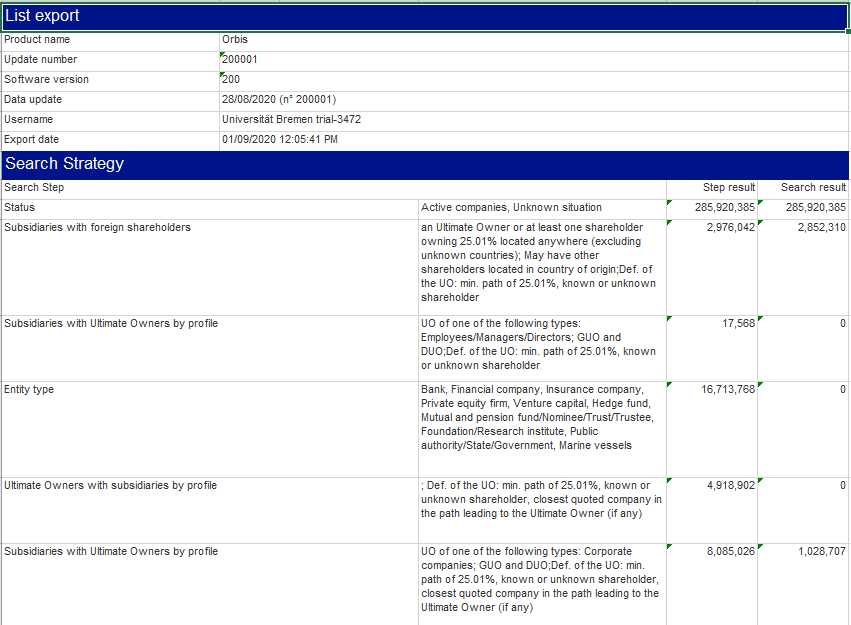 List export
Product name Orbis
Update number 200001
Software version 200
Data update 28/08/2020 (n° 200001)
Username Universität Bremen trial-3472
Export date 01/09/2020 12:05:41 PM
Search Strategy
Search Step Step result Search result
Status Active companies, Unknown situation 285,920,385 285,920,385
Subsidiaries with foreign shareholders an Ultimate Owner or at least one shareholder 2,976,042 2,852,310
owning 25.01% located anywhere (excluding
unknown countries); May have other
shareholders located in country of origin;Def. of
the UO: min. path of 25.01%, known or unknown
shareholder
Subsidiaries with Ultimate Owners by profile UO of one of the following types: 17,568 0
Employees/Managers/Directors; GUO and
DUO;Def. of the UO: min. path of 25.01%, known
or unknown shareholder
Entity type Bank, Financial company, Insurance company, 16,713,768 0
Private equity firm, Venture capital, Hedge fund,
Mutual and pension fund/Nominee/Trust/Trustee,
Foundation/Research institute, Public
authority/State/Government, Marine vessels
Ultimate Owners with subsidiaries by profile ; Def. of the UO: min. path of 25.01%, known or 4,918,902 0
unknown shareholder, closest quoted company in
the path leading to the Ultimate Owner (if any)
Subsidiaries with Ultimate Owners by profile UO of one of the following types: Corporate 8,085,026 1,028,707
companies; GUO and DUO;Def. of the UO: min.
path of 25.01%, known or unknown shareholder,
closest quoted company in the path leading to the
Ultimate Owner (if any)